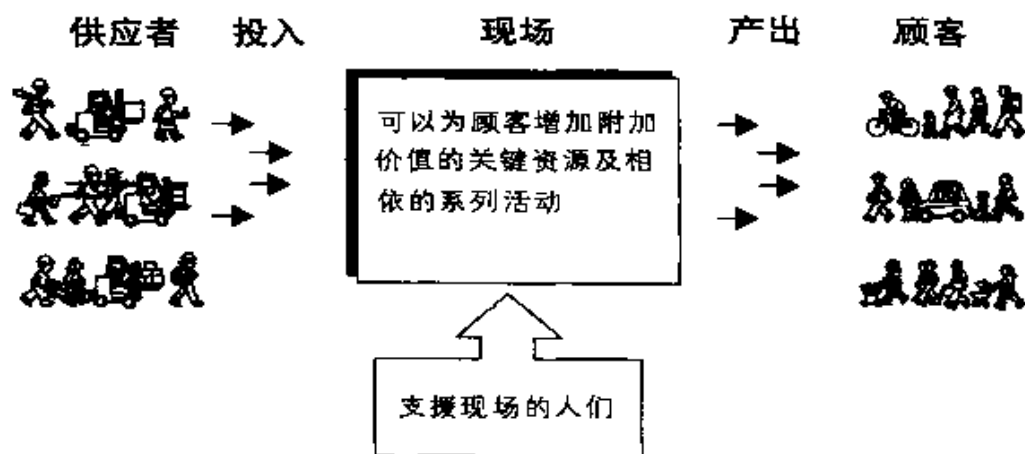 供应者 投入 现场 产出 顾客
可以为顾客增加附加
价值的关键资源及相
依的系列活动
支援现场的人们